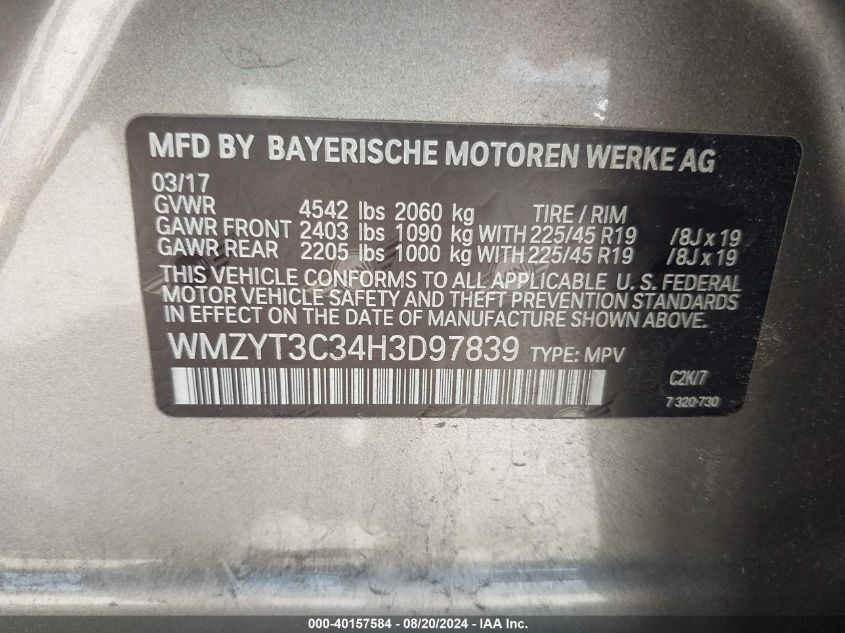 MFD BY BAYERISCHE MOTOREN WERKE AG
03/17
GVWR 4542 lbs 2060 kg TIRE / RIM
GAWR FRONT 2403 lbs 1090 kg WITH 225/45 R19 /8J x 19
GAWR REAR 2205 lbs 1000 kg WITH 225/45 R19 /8J x 19
THIS VEHICLE CONFORMS TO ALL APPLICABLE U. S. FEDERAL
MOTOR VEHICLE SAFETY AND THEFT PREVENTION STANDARDS
IN EFFECT ON THE DATE OF MANUFACTURE SHOWN ABOVE.
WMZYT3C34H3D97839 TYPE: MPV
C2K/7
7 320-730
000-40157584 / 08/20/2024 - IAA Inc.